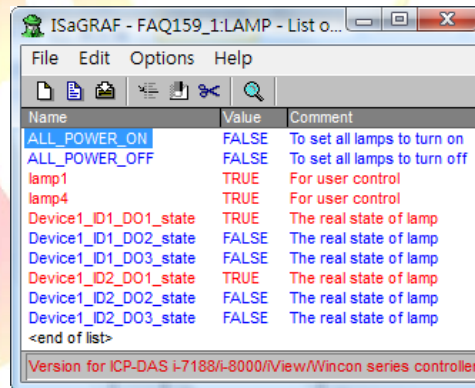 ISaGRAF - FAQ159_1:LAMP - List o...
File Edit Options Help
Name Value Comment
ALL_POWER_ON FALSE To set all lamps to turn on
ALL_POWER_OFF FALSE To set all lamps to turn off
lamp1 TRUE For user control
lamp4 TRUE For user control
Device1_ID1_DO1_state TRUE The real state of lamp
Device1_ID1_DO2_state FALSE The real state of lamp
Device1_ID1_DO3_state FALSE The real state of lamp
Device1_ID2_DO1_state TRUE The real state of lamp
Device1_ID2_DO2_state FALSE The real state of lamp
Device1_ID2_DO3_state FALSE The real state of lamp
<end of list>
Version for ICP-DAS i-7188/i-8000/iView/Wincon series controller